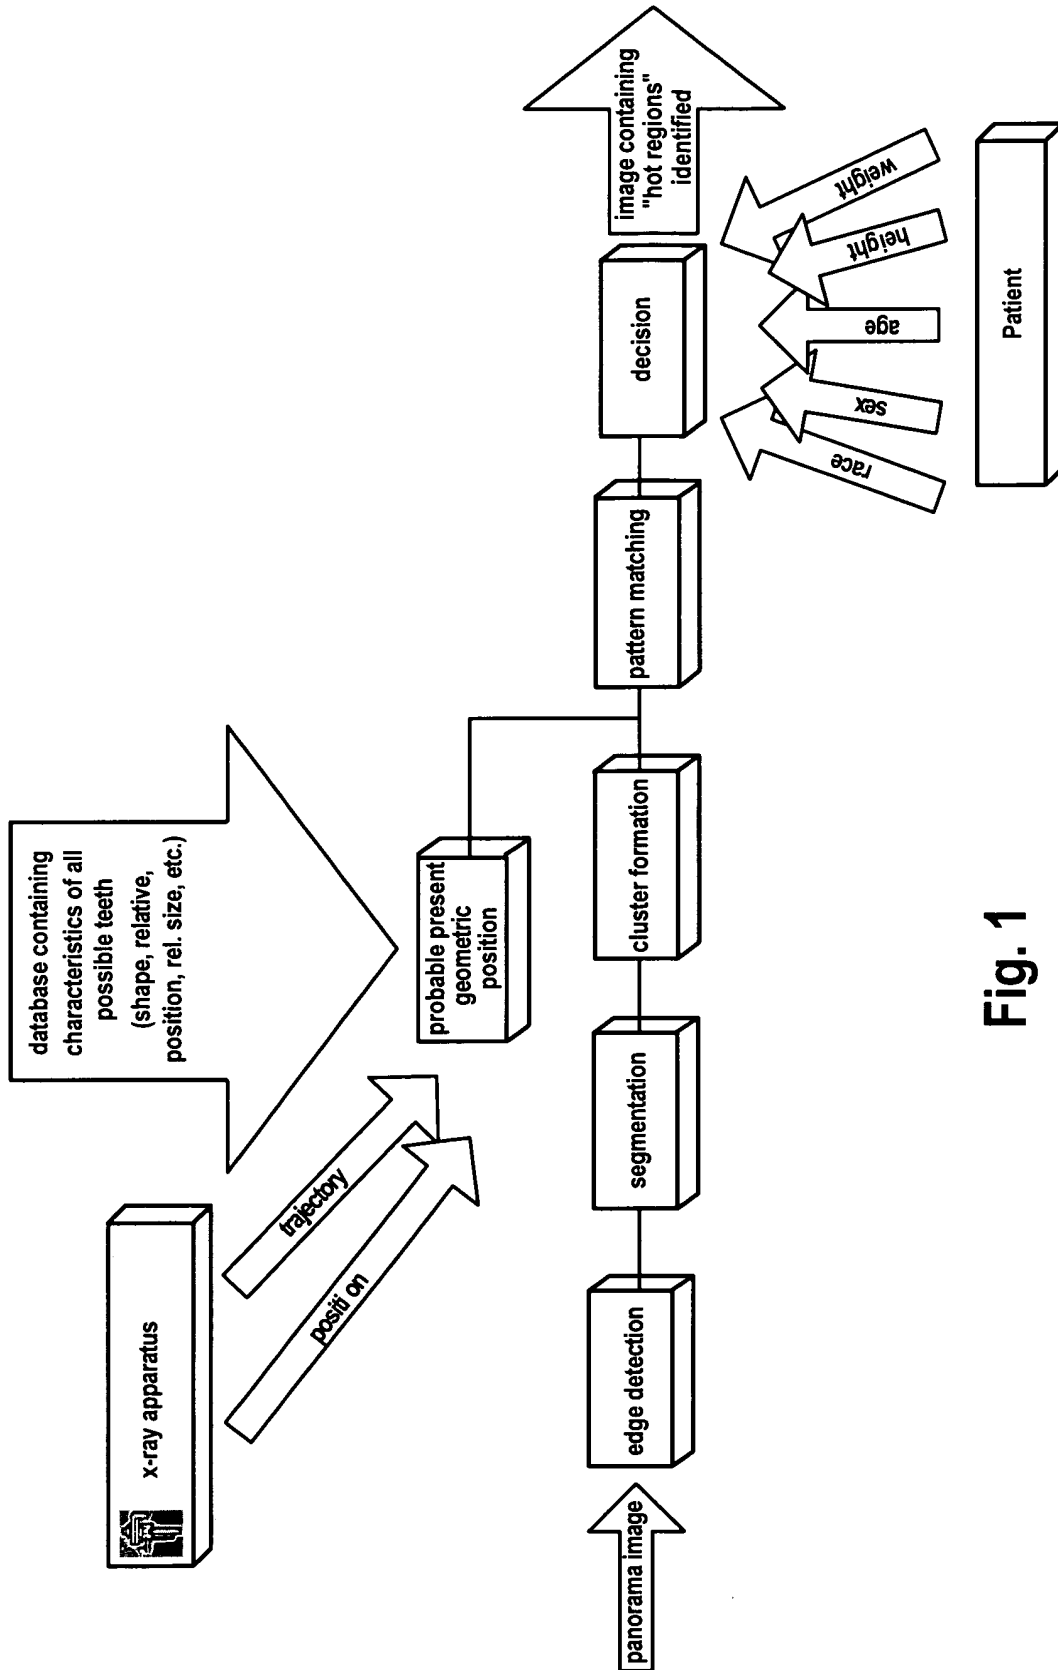 database containing
characteristics of all
possible teeth
(shape, relative,
position, rel. size, etc.)
x-ray apparatus
trajectory
positi on
probable present
geometric
position
panorama image
edge detection
segmentation
cluster formation
pattern matching
decision
image containing
"hot regions"
identified
race
sex
age
height
weight
Patient
Fig. 1